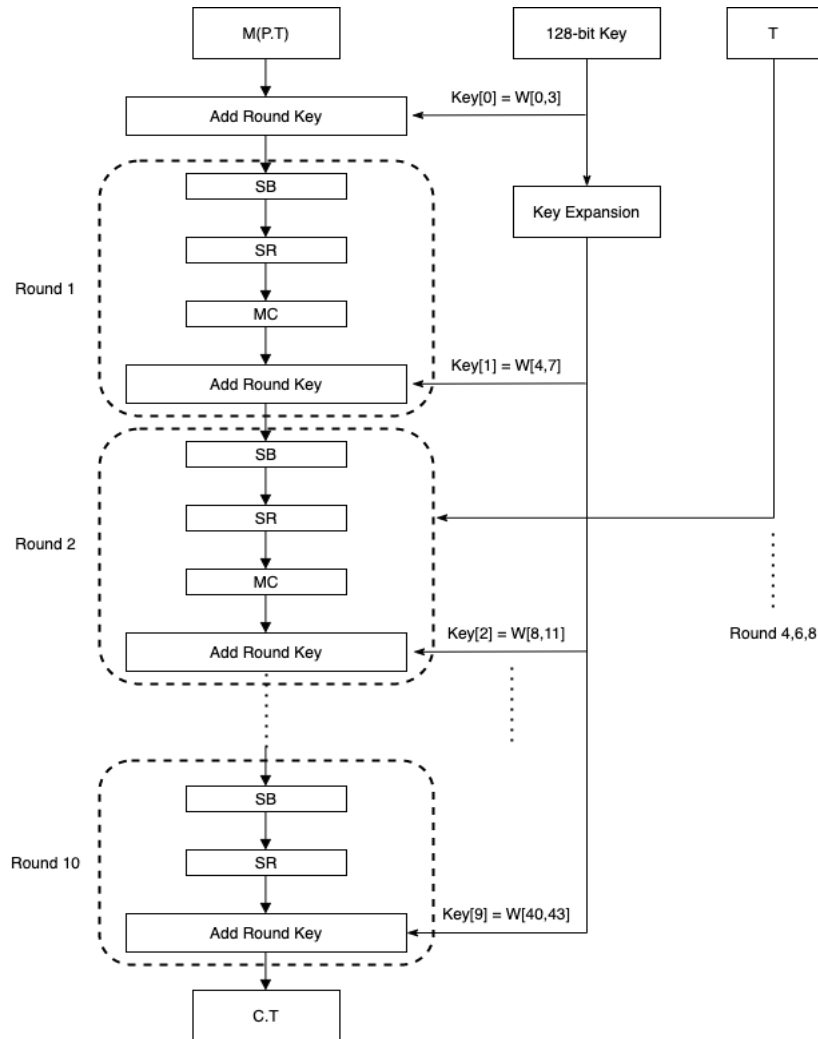 M(P.T)
128-bit Key
T
Key[0] = W[0,3]
Add Round Key
SB
Key Expansion
SR
Round 1
MC
Key[1] = W[4,7]
Add Round Key
SB
SR
Round 2
MC
Key[2] = W[8,11]
Round 4,6,8
Add Round Key
SB
SR
Round 10
Key[9] = W[40,43]
Add Round Key
C.T